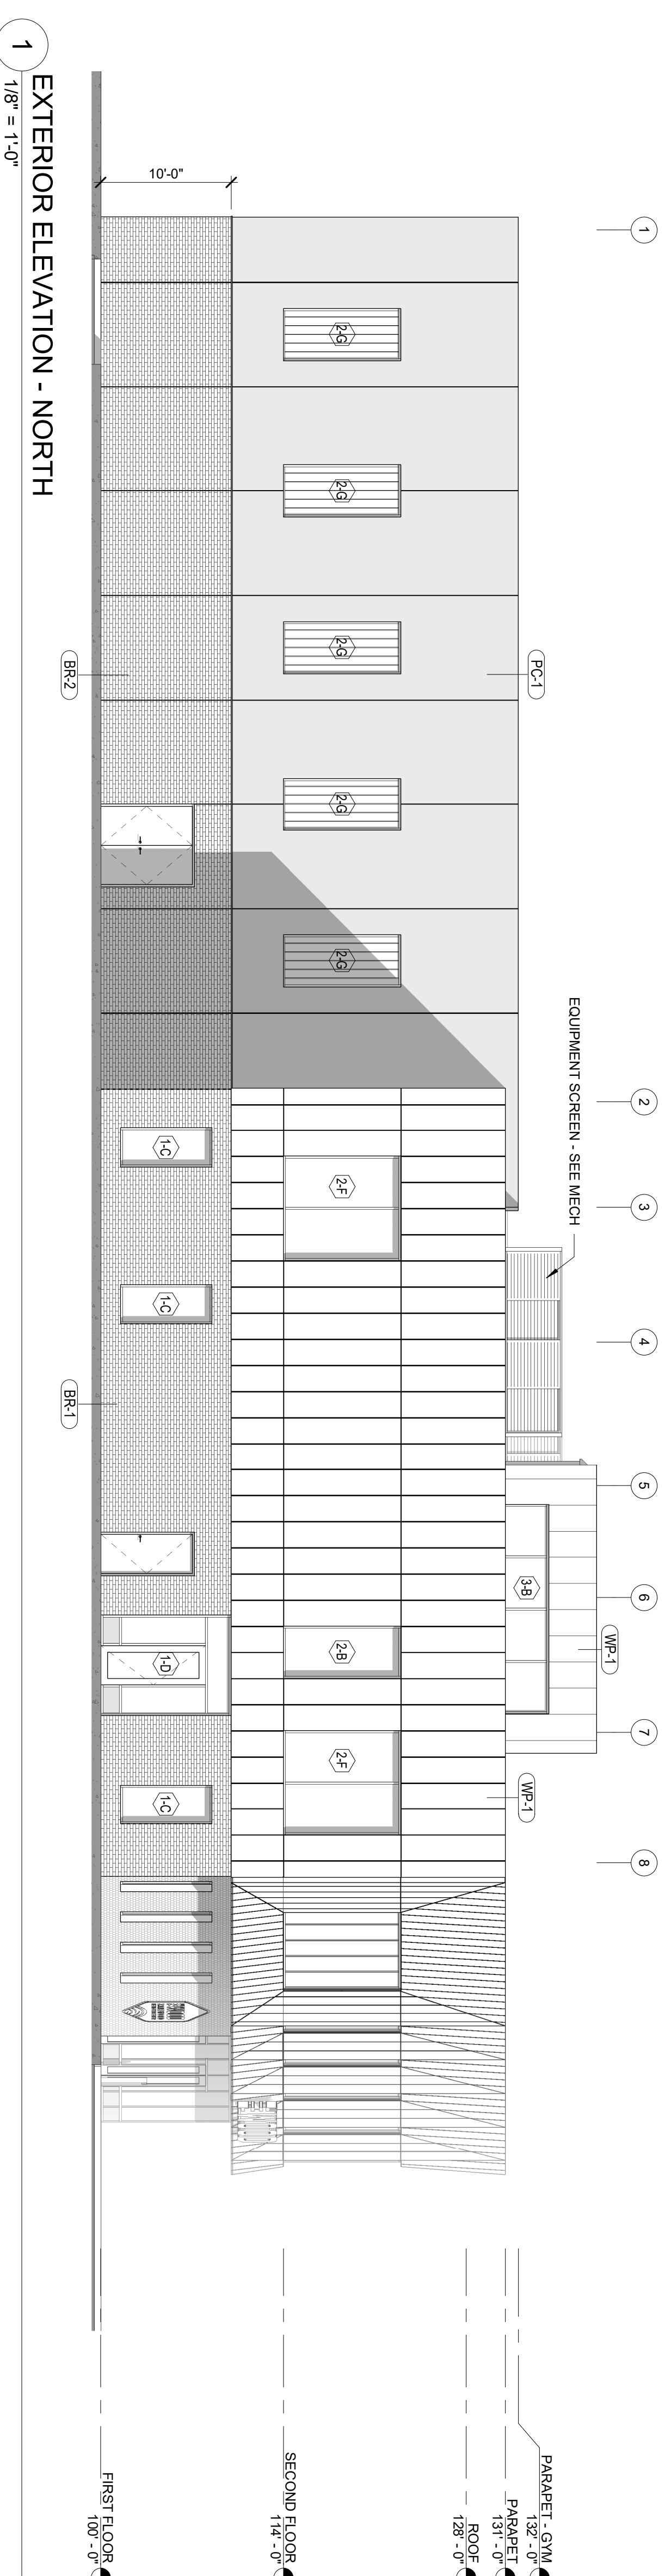 1
2
3
4
5
6
7
8
EQUIPMENT SCREEN - SEE MECH
WP-1
PC-1
WP-1
3-B
10'-0"
2-G
2-G
2-G
2-G
2-G
2-F
2-B
2-F
1-C
1-C
1-D
1-C
BR-2
BR-1
PARAPET - GYM
132' - 0"
PARAPET
131' - 0"
ROOF
128' - 0"
SECOND FLOOR
114' - 0"
FIRST FLOOR
100' - 0"
1
EXTERIOR ELEVATION - NORTH
1/8" = 1'-0"